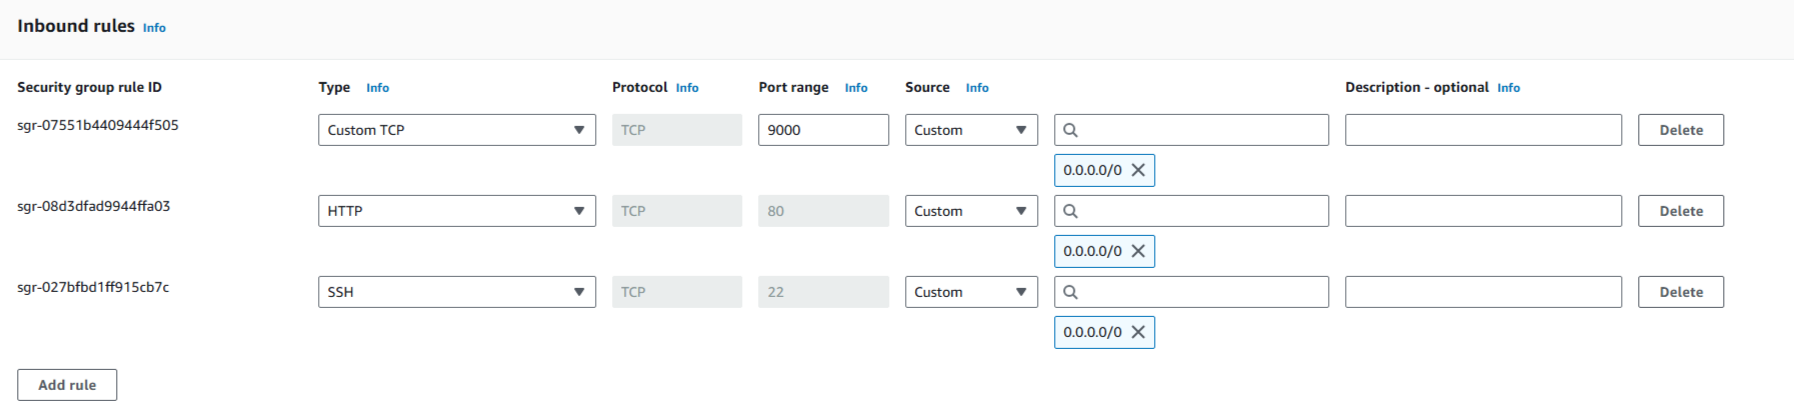 Inbound rules Info
Security group rule ID Type Info Protocol Info Port range Info Source Info Description - optional Info
sgr-07551b4409444f505 Custom TCP TCP 9000 Custom Delete
0.0.0.0/0
sgr-08d3dfad9944ffa03 HTTP TCP 80 Custom Delete
0.0.0.0/0
sgr-027bfbd1ff915cb7c SSH TCP 22 Custom Delete
0.0.0.0/0
Add rule